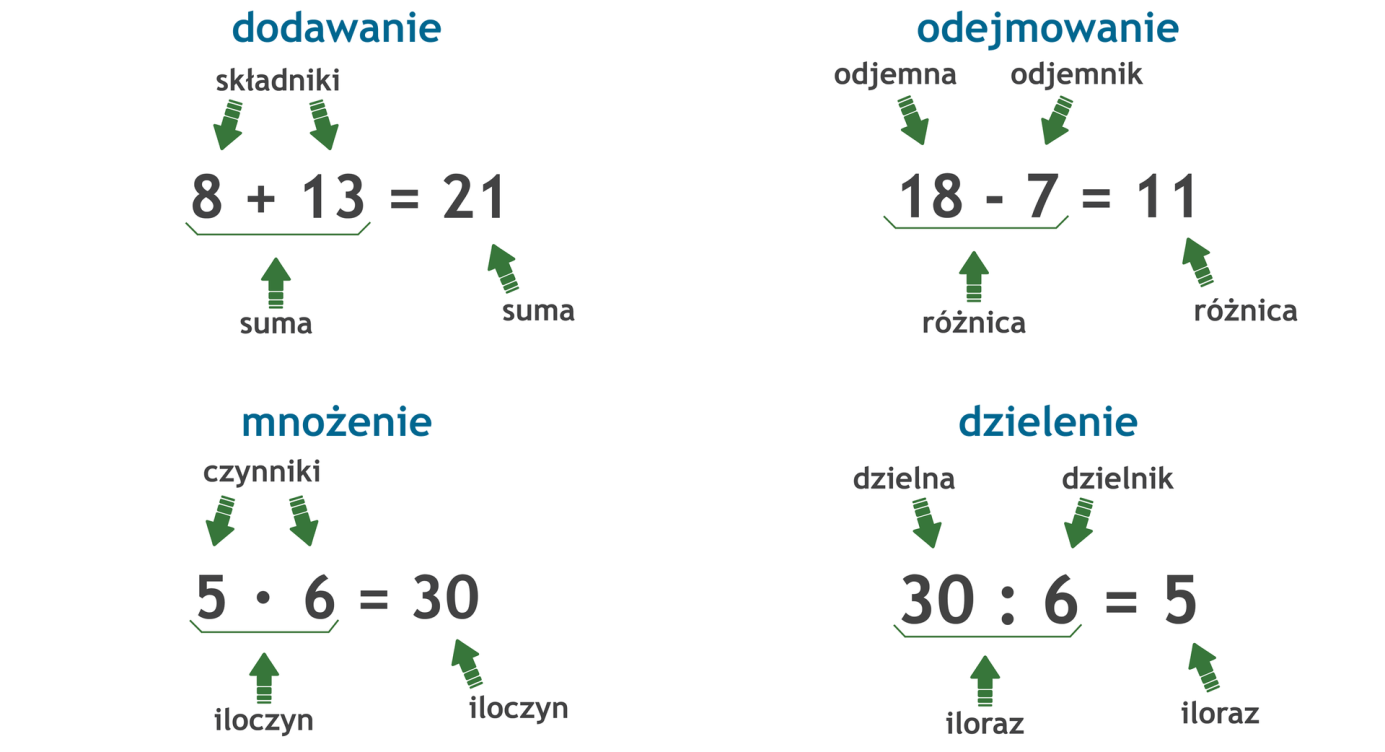 dodawanie
składniki
8 + 13 = 21
suma
suma
odejmowanie
odjemna odjemnik
18 - 7 = 11
różnica
różnica
mnożenie
czynniki
5 · 6 = 30
iloczyn
iloczyn
dzielenie
dzielna dzielnik
30 : 6 = 5
iloraz
iloraz